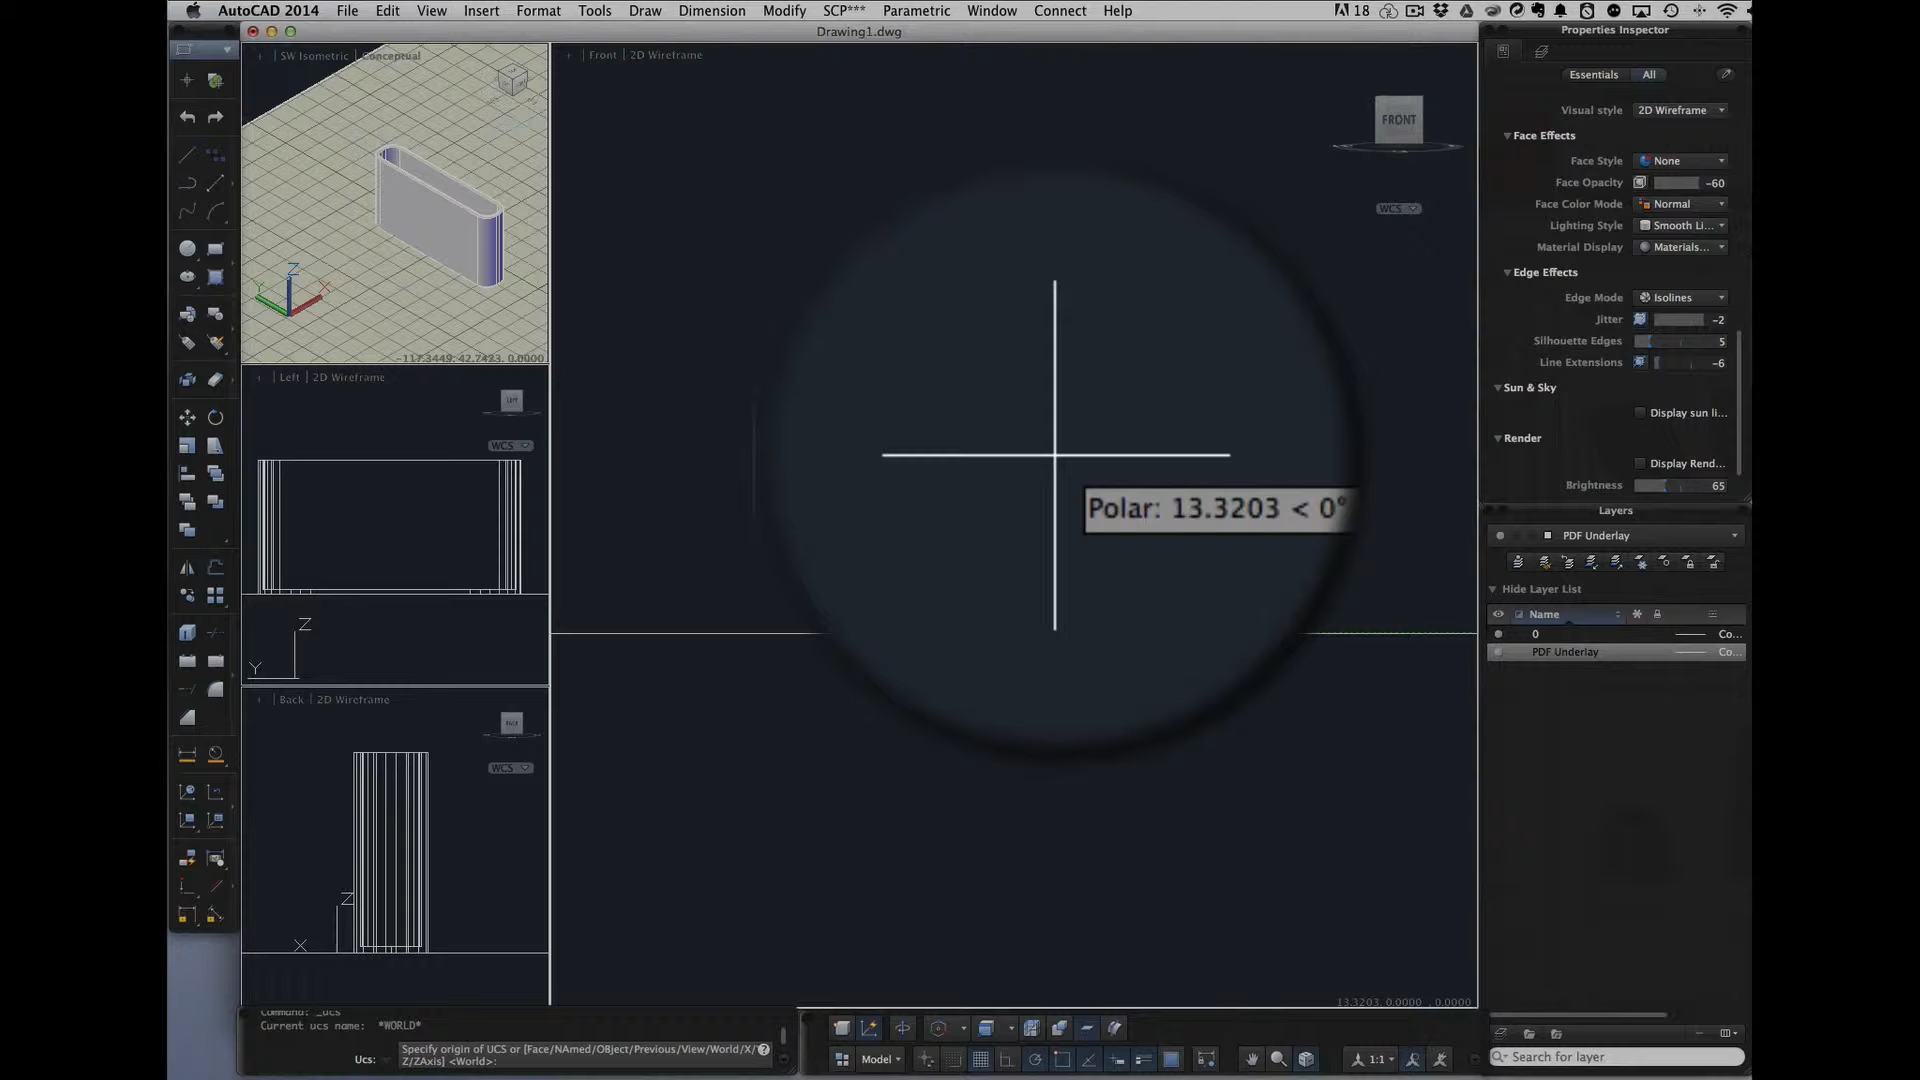 AutoCAD 2014 File Edit View Insert Format Tools Draw Dimension Modify SCP*** Parametric Window Connect Help 18
Drawing1.dwg
SW Isometric Conceptual
Z
Y
X
-117.3449, 42.7423, 0.0000
Left 2D Wireframe
LEFT
WCS
Z
Y
Back 2D Wireframe
BACK
WCS
Z
X
Front 2D Wireframe
FRONT
WCS
Polar: 13.3203 < 0°
13.3203, 0.0000 , 0.0000
Properties Inspector
Essentials All
Visual style 2D Wireframe
Face Effects
Face Style None
Face Opacity -60
Face Color Mode Normal
Lighting Style Smooth Li...
Material Display Materials...
Edge Effects
Edge Mode Isolines
Jitter -2
Silhouette Edges 5
Line Extensions -6
Sun & Sky
Display sun li...
Render
Display Rend...
Brightness 65
Layers
PDF Underlay
Hide Layer List
Name
0 Co...
PDF Underlay Co...
Search for layer
Command: _ucs
Current ucs name: *WORLD*
Ucs: Specify origin of UCS or [Face/NAmed/OBject/Previous/View/World/X/Y/
Z/ZAxis] <World>:
Model
1:1